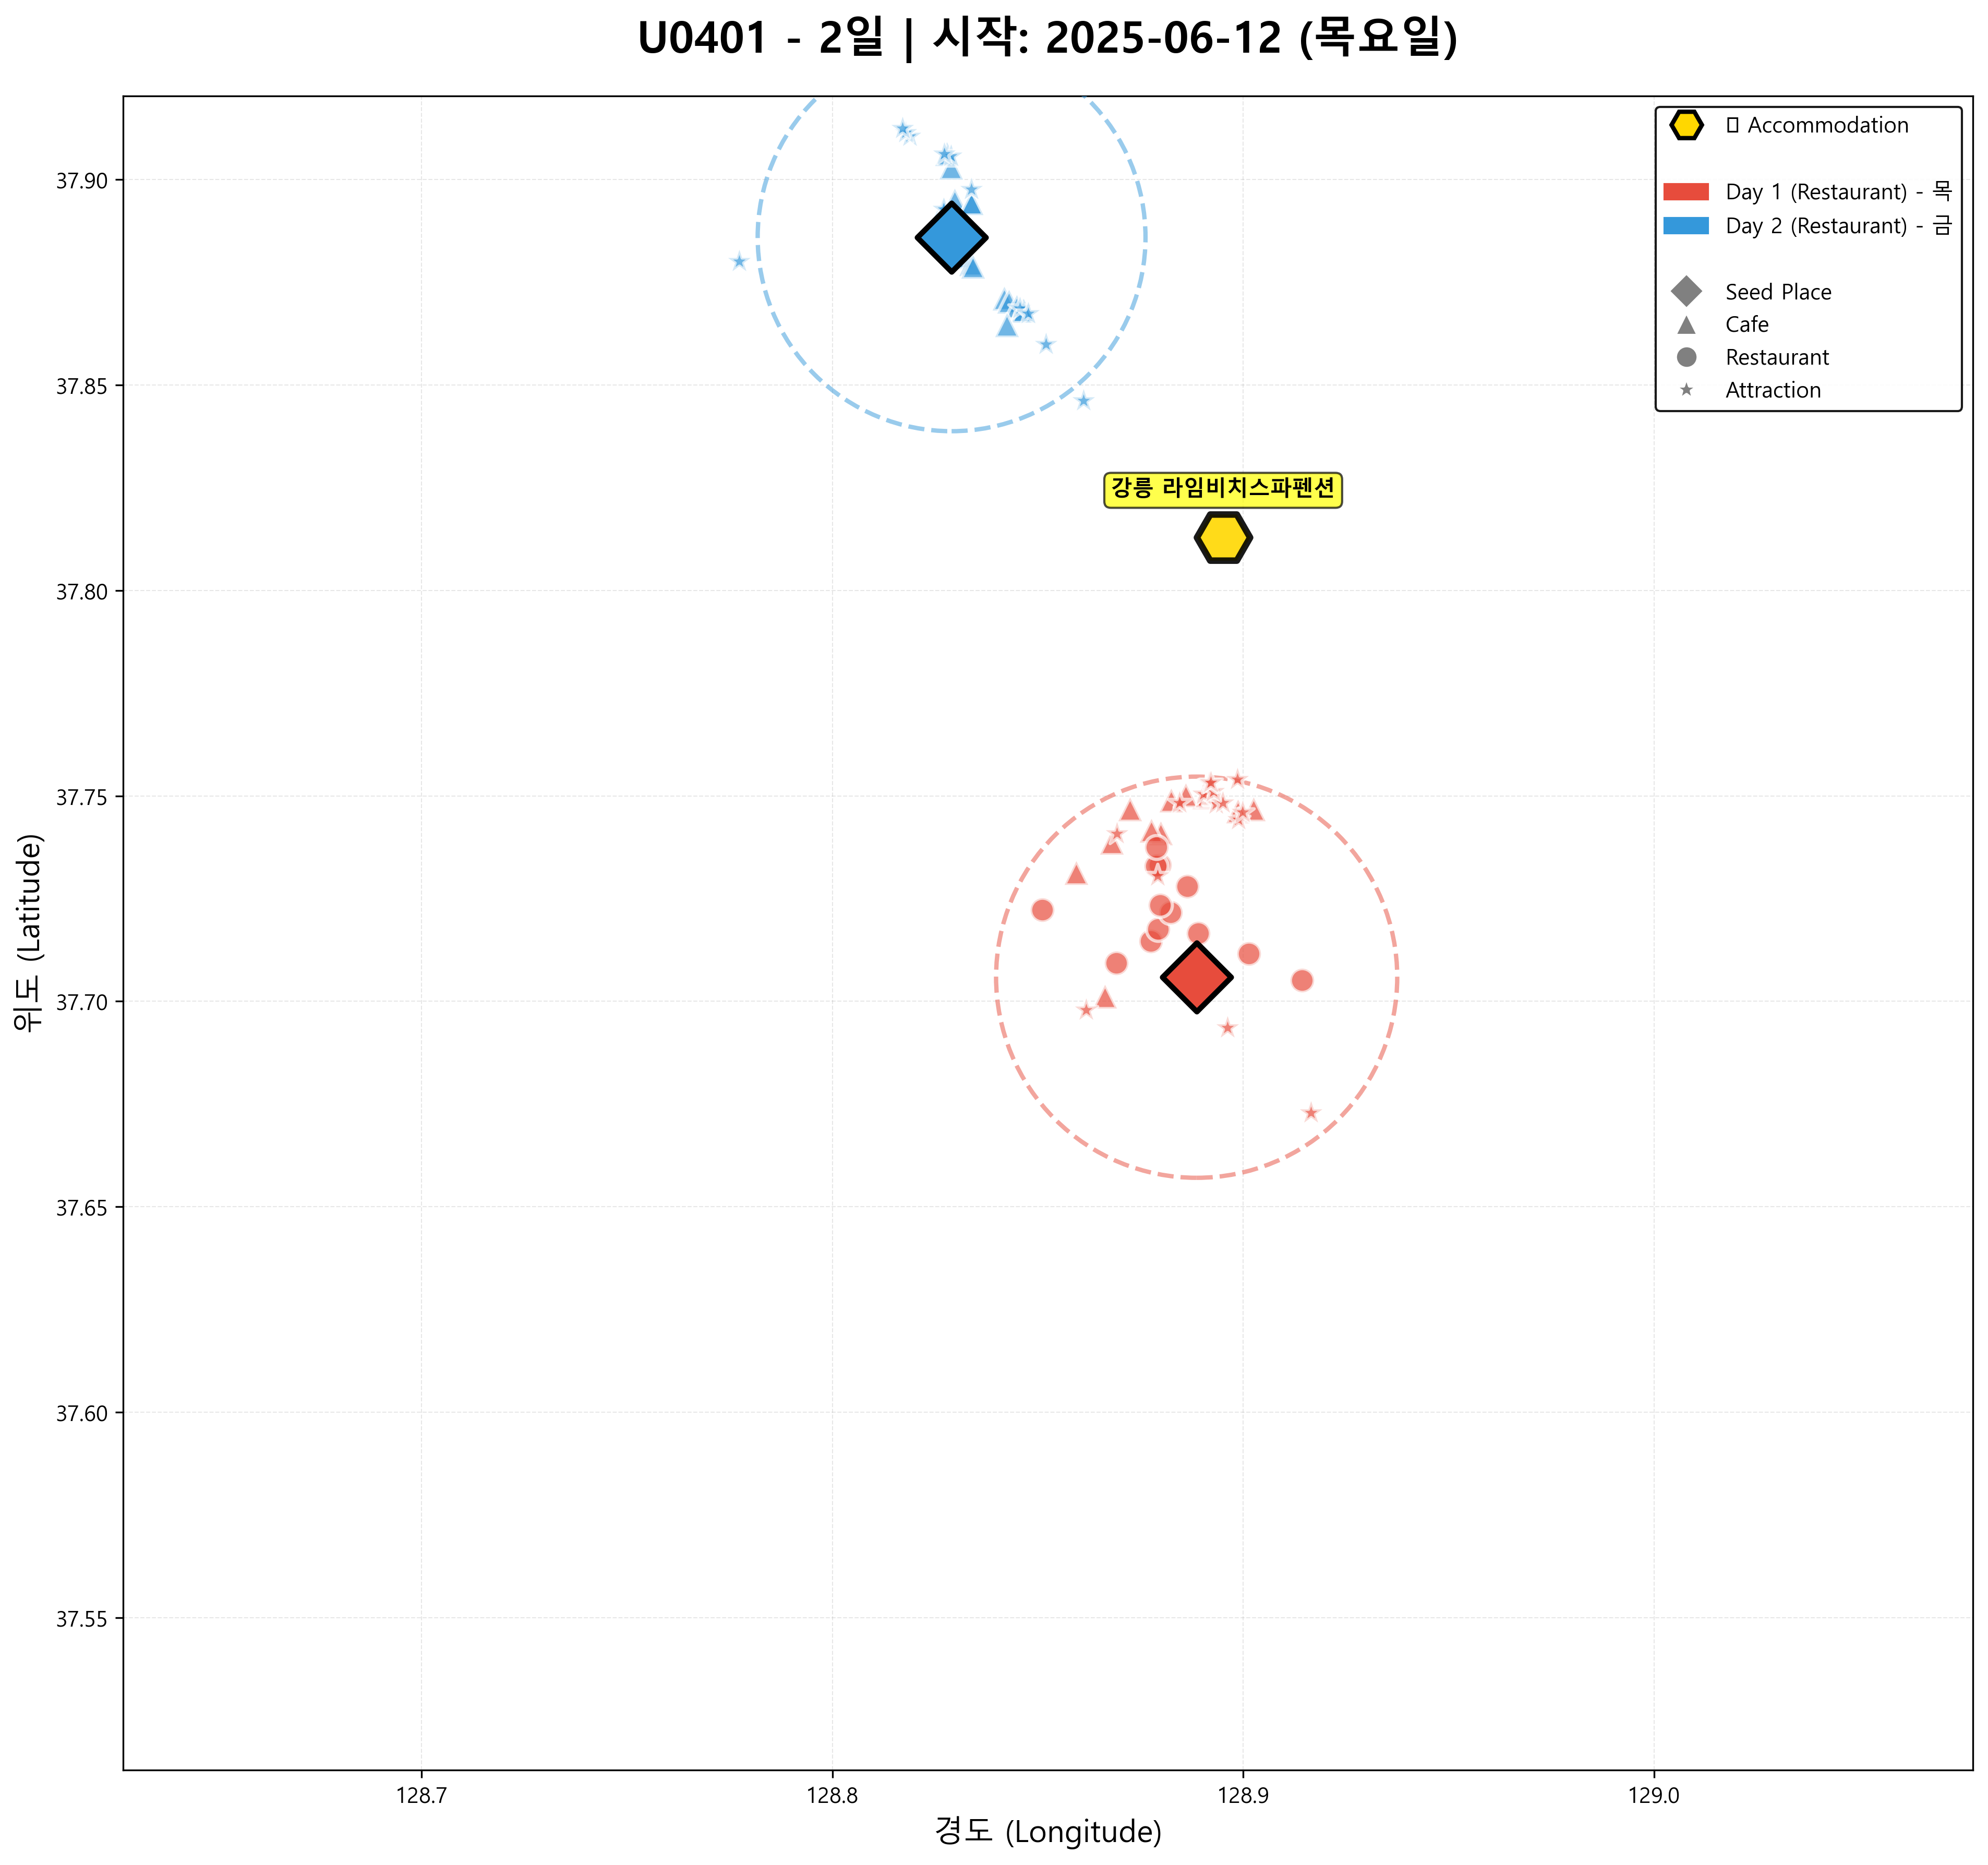 U0401 - 2일 | 시작: 2025-06-12 (목요일)
Accommodation
Day 1 (Restaurant) - 목
Day 2 (Restaurant) - 금
Seed Place
Cafe
Restaurant
Attraction
강릉 라임비치스파펜션
위도 (Latitude)
37.90
37.85
37.80
37.75
37.70
37.65
37.60
37.55
128.7
128.8
128.9
129.0
경도 (Longitude)